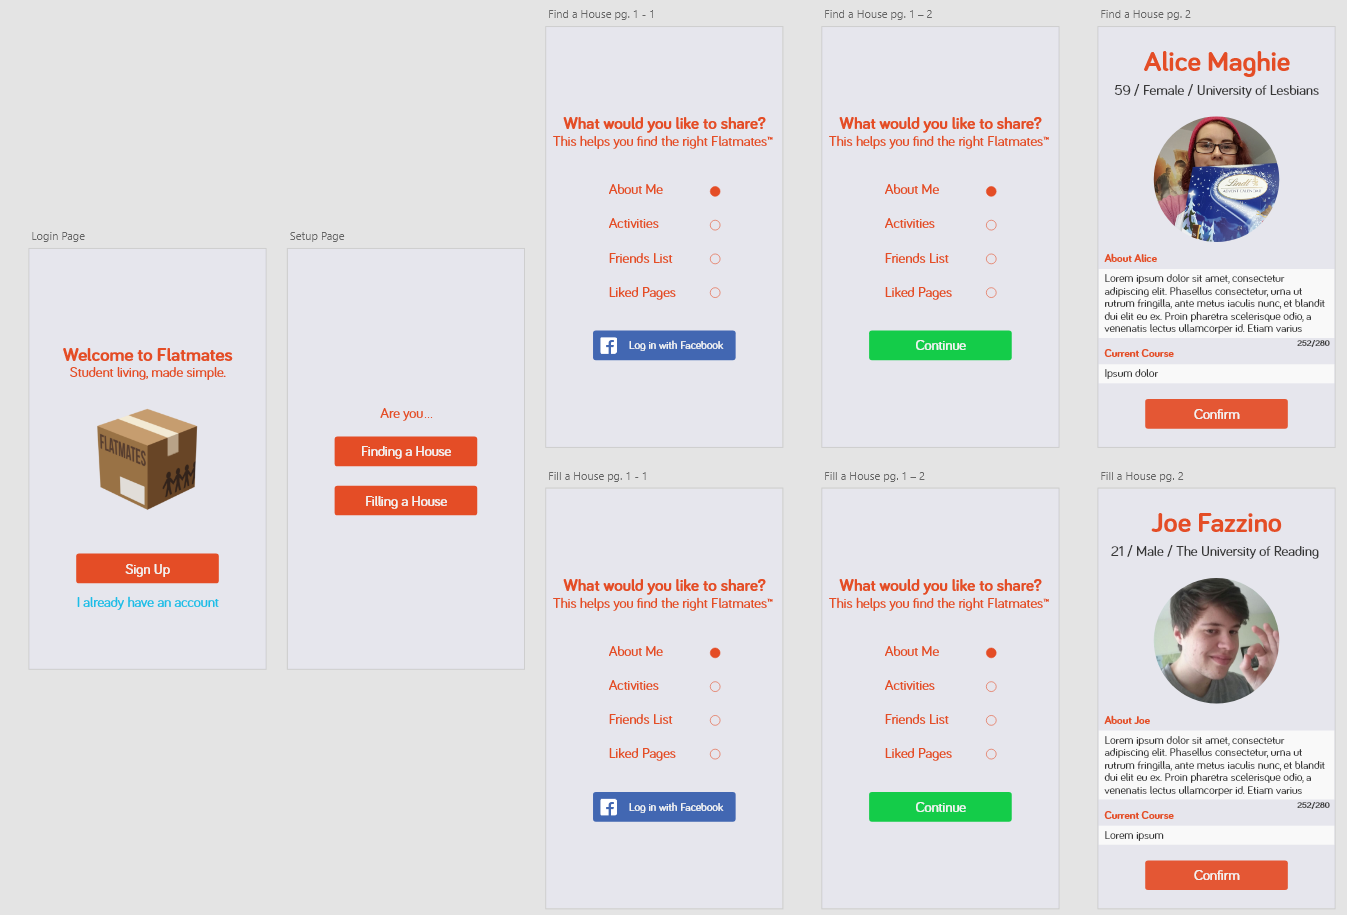 Login Page
Welcome to Flatmates
Student living, made simple.
FLATMATES
Sign Up
I already have an account
Setup Page
Are you...
Finding a House
Filling a House
Find a House pg. 1 - 1
What would you like to share?
This helps you find the right Flatmates™
About Me
Activities
Friends List
Liked Pages
Log in with Facebook
Find a House pg. 1 – 2
What would you like to share?
This helps you find the right Flatmates™
About Me
Activities
Friends List
Liked Pages
Continue
Find a House pg. 2
Alice Maghie
59 / Female / University of Lesbians
Lindt
About Alice
Lorem ipsum dolor sit amet, consectetur
adipiscing elit. Phasellus consectetur, urna ut
rutrum fringilla, ante metus iaculis nunc, et blandit
dui elit eu ex. Proin pharetra scelerisque odio, a
venenatis lectus ullamcorper id. Etiam varius
252/280
Current Course
Ipsum dolor
Confirm
Fill a House pg. 1 - 1
What would you like to share?
This helps you find the right Flatmates™
About Me
Activities
Friends List
Liked Pages
Log in with Facebook
Fill a House pg. 1 – 2
What would you like to share?
This helps you find the right Flatmates™
About Me
Activities
Friends List
Liked Pages
Continue
Fill a House pg. 2
Joe Fazzino
21 / Male / The University of Reading
About Joe
Lorem ipsum dolor sit amet, consectetur
adipiscing elit. Phasellus consectetur, urna ut
rutrum fringilla, ante metus iaculis nunc, et blandit
dui elit eu ex. Proin pharetra scelerisque odio, a
venenatis lectus ullamcorper id. Etiam varius
252/280
Current Course
Lorem ipsum
Confirm